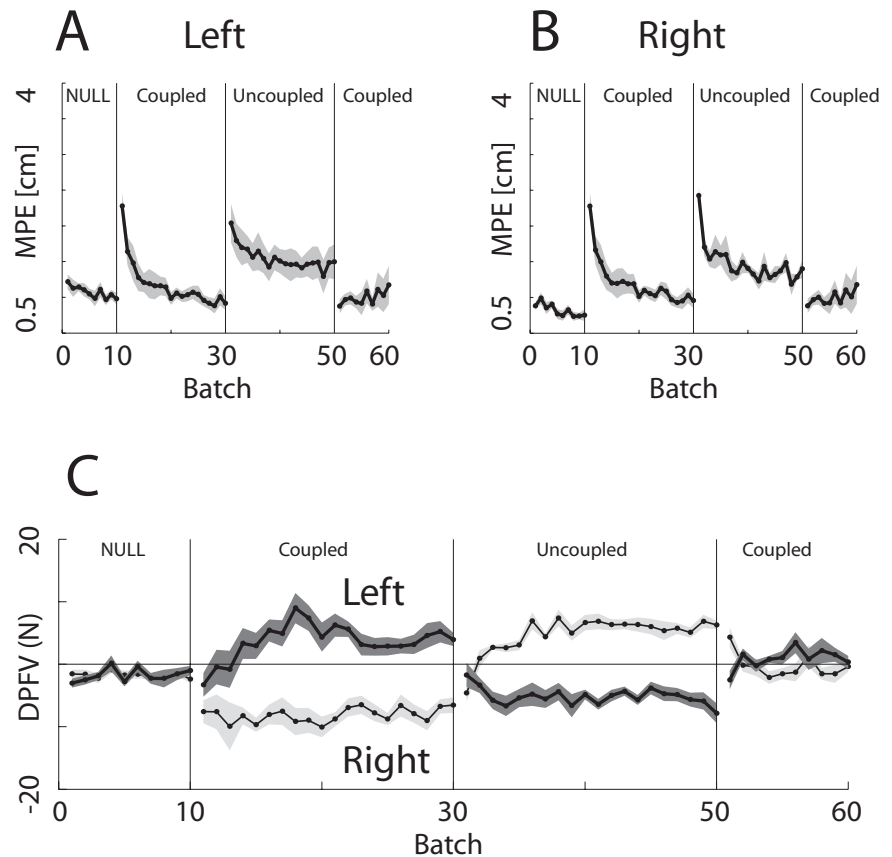 A Left
B Right
NULL Coupled Uncoupled Coupled
NULL Coupled Uncoupled Coupled
4
MPE [cm]
0.5
4
MPE [cm]
0.5
0 10 30 50 60
Batch
0 10 30 50 60
Batch
C
20
DPFV (N)
-20
NULL Coupled Uncoupled Coupled
Left
Right
0 10 30 50 60
Batch